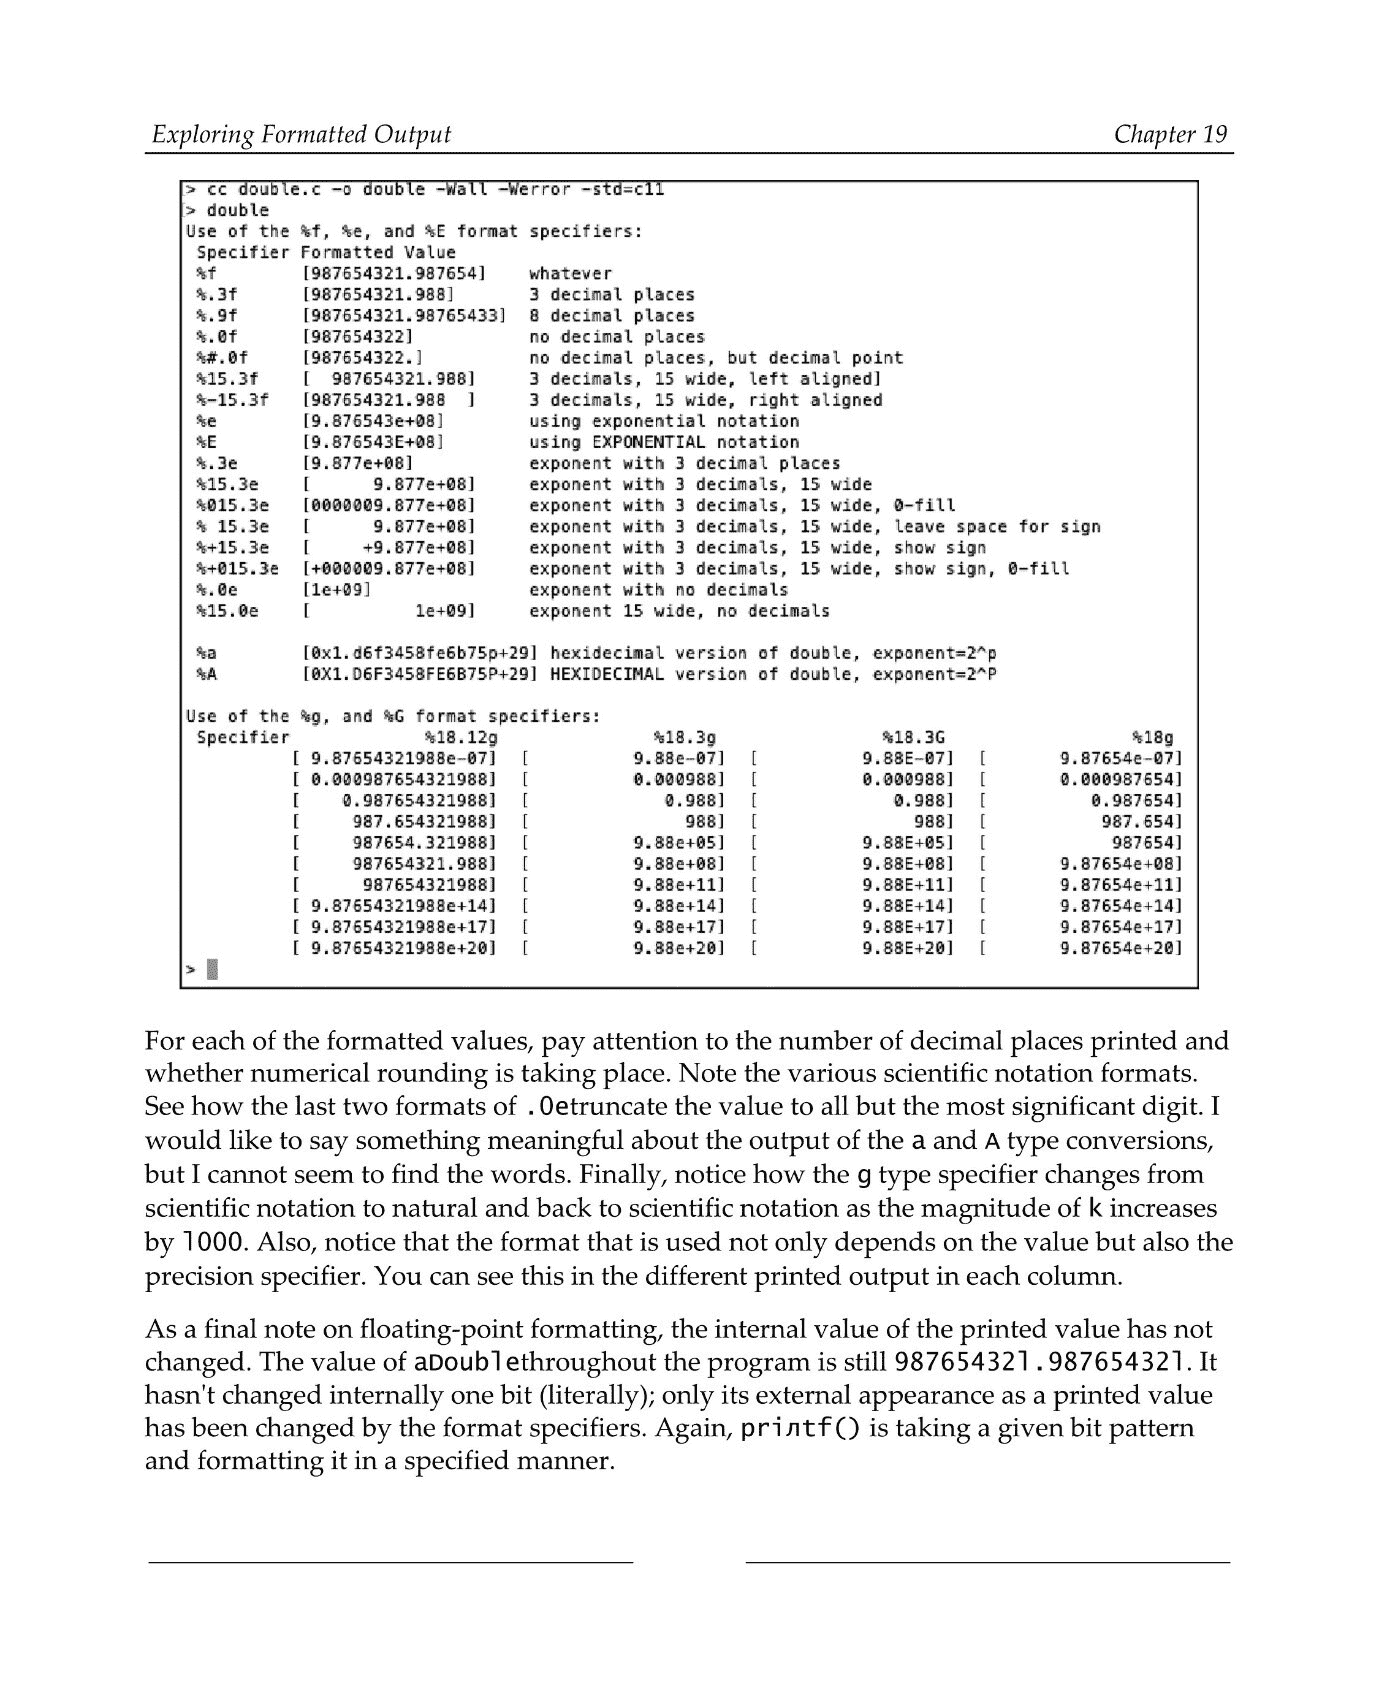 Exploring Formatted Output Chapter 19
> cc double.c -o double -Wall -Werror -std=c11
> double
Use of the %f, %e, and %E format specifiers:
Specifier Formatted Value
%f [987654321.987654] whatever
%.3f [987654321.988] 3 decimal places
%.9f [987654321.98765433] 8 decimal places
%.0f [987654322] no decimal places
%#.0f [987654322.] no decimal places, but decimal point
%15.3f [  987654321.988] 3 decimals, 15 wide, left aligned]
%-15.3f [987654321.988  ] 3 decimals, 15 wide, right aligned
%e [9.876543e+08] using exponential notation
%E [9.876543E+08] using EXPONENTIAL notation
%.3e [9.877e+08] exponent with 3 decimal places
%15.3e [      9.877e+08] exponent with 3 decimals, 15 wide
%015.3e [0000009.877e+08] exponent with 3 decimals, 15 wide, 0-fill
% 15.3e [      9.877e+08] exponent with 3 decimals, 15 wide, leave space for sign
%+15.3e [     +9.877e+08] exponent with 3 decimals, 15 wide, show sign
%+015.3e [+000009.877e+08] exponent with 3 decimals, 15 wide, show sign, 0-fill
%.0e [1e+09] exponent with no decimals
%15.0e [          1e+09] exponent 15 wide, no decimals
%a [0x1.d6f3458fe6b75p+29] hexidecimal version of double, exponent=2^p
%A [0X1.D6F3458FE6B75P+29] HEXIDECIMAL version of double, exponent=2^P
Use of the %g, and %G format specifiers:
Specifier %18.12g %18.3g %18.3G %18g
[ 9.87654321988e-07] [ 9.88e-07] [ 9.88E-07] [ 9.87654e-07]
[ 0.000987654321988] [ 0.000988] [ 0.000988] [ 0.000987654]
[ 0.987654321988] [ 0.988] [ 0.988] [ 0.987654]
[ 987.654321988] [ 988] [ 988] [ 987.654]
[ 987654.321988] [ 9.88e+05] [ 9.88E+05] [ 987654]
[ 987654321.988] [ 9.88e+08] [ 9.88E+08] [ 9.87654e+08]
[ 987654321988] [ 9.88e+11] [ 9.88E+11] [ 9.87654e+11]
[ 9.87654321988e+14] [ 9.88e+14] [ 9.88E+14] [ 9.87654e+14]
[ 9.87654321988e+17] [ 9.88e+17] [ 9.88E+17] [ 9.87654e+17]
[ 9.87654321988e+20] [ 9.88e+20] [ 9.88E+20] [ 9.87654e+20]
>
For each of the formatted values, pay attention to the number of decimal places printed and
whether numerical rounding is taking place. Note the various scientific notation formats.
See how the last two formats of .0etruncate the value to all but the most significant digit. I
would like to say something meaningful about the output of the a and A type conversions,
but I cannot seem to find the words. Finally, notice how the g type specifier changes from
scientific notation to natural and back to scientific notation as the magnitude of k increases
by 1000. Also, notice that the format that is used not only depends on the value but also the
precision specifier. You can see this in the different printed output in each column.
As a final note on floating-point formatting, the internal value of the printed value has not
changed. The value of aDoublethroughout the program is still 987654321.987654321. It
hasn't changed internally one bit (literally); only its external appearance as a printed value
has been changed by the format specifiers. Again, printf() is taking a given bit pattern
and formatting it in a specified manner.